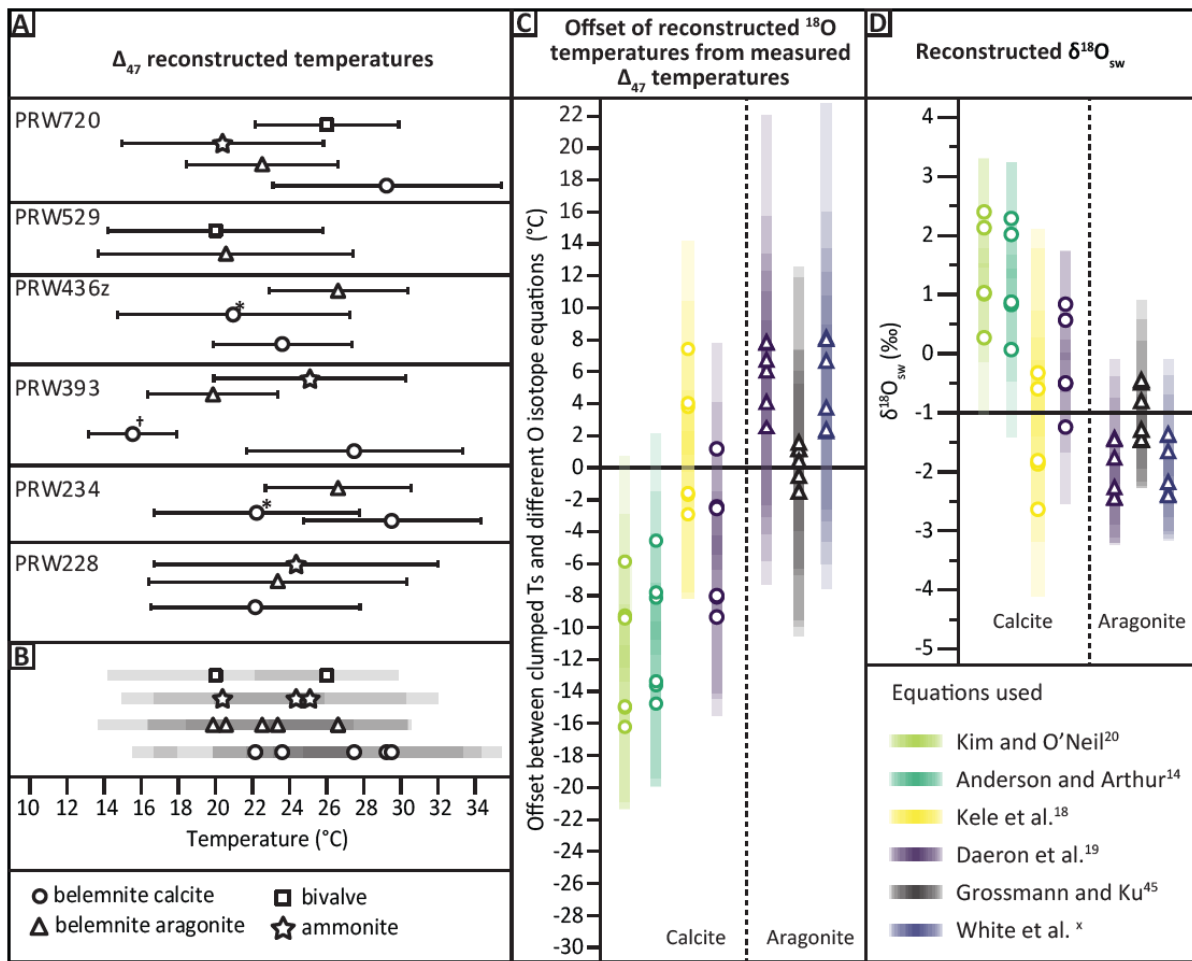 A
Δ47 reconstructed temperatures
PRW720
PRW529
PRW436z
*
PRW393
†
PRW234
*
PRW228
B
10 12 14 16 18 20 22 24 26 28 30 32 34
Temperature (°C)
belemnite calcite
bivalve
belemnite aragonite
ammonite
C
Offset of reconstructed 18O
temperatures from measured
Δ47 temperatures
Offset between clumped Ts and different O isotope equations (°C)
22
20
18
16
14
12
10
8
6
4
2
0
-2
-4
-6
-8
-10
-12
-14
-16
-18
-20
-22
-24
-26
-28
-30
Calcite
Aragonite
D
Reconstructed δ18Osw
δ18Osw (‰)
4
3
2
1
0
-1
-2
-3
-4
-5
Calcite
Aragonite
Equations used
Kim and O'Neil20
Anderson and Arthur14
Kele et al.18
Daeron et al.19
Grossmann and Ku45
White et al. x